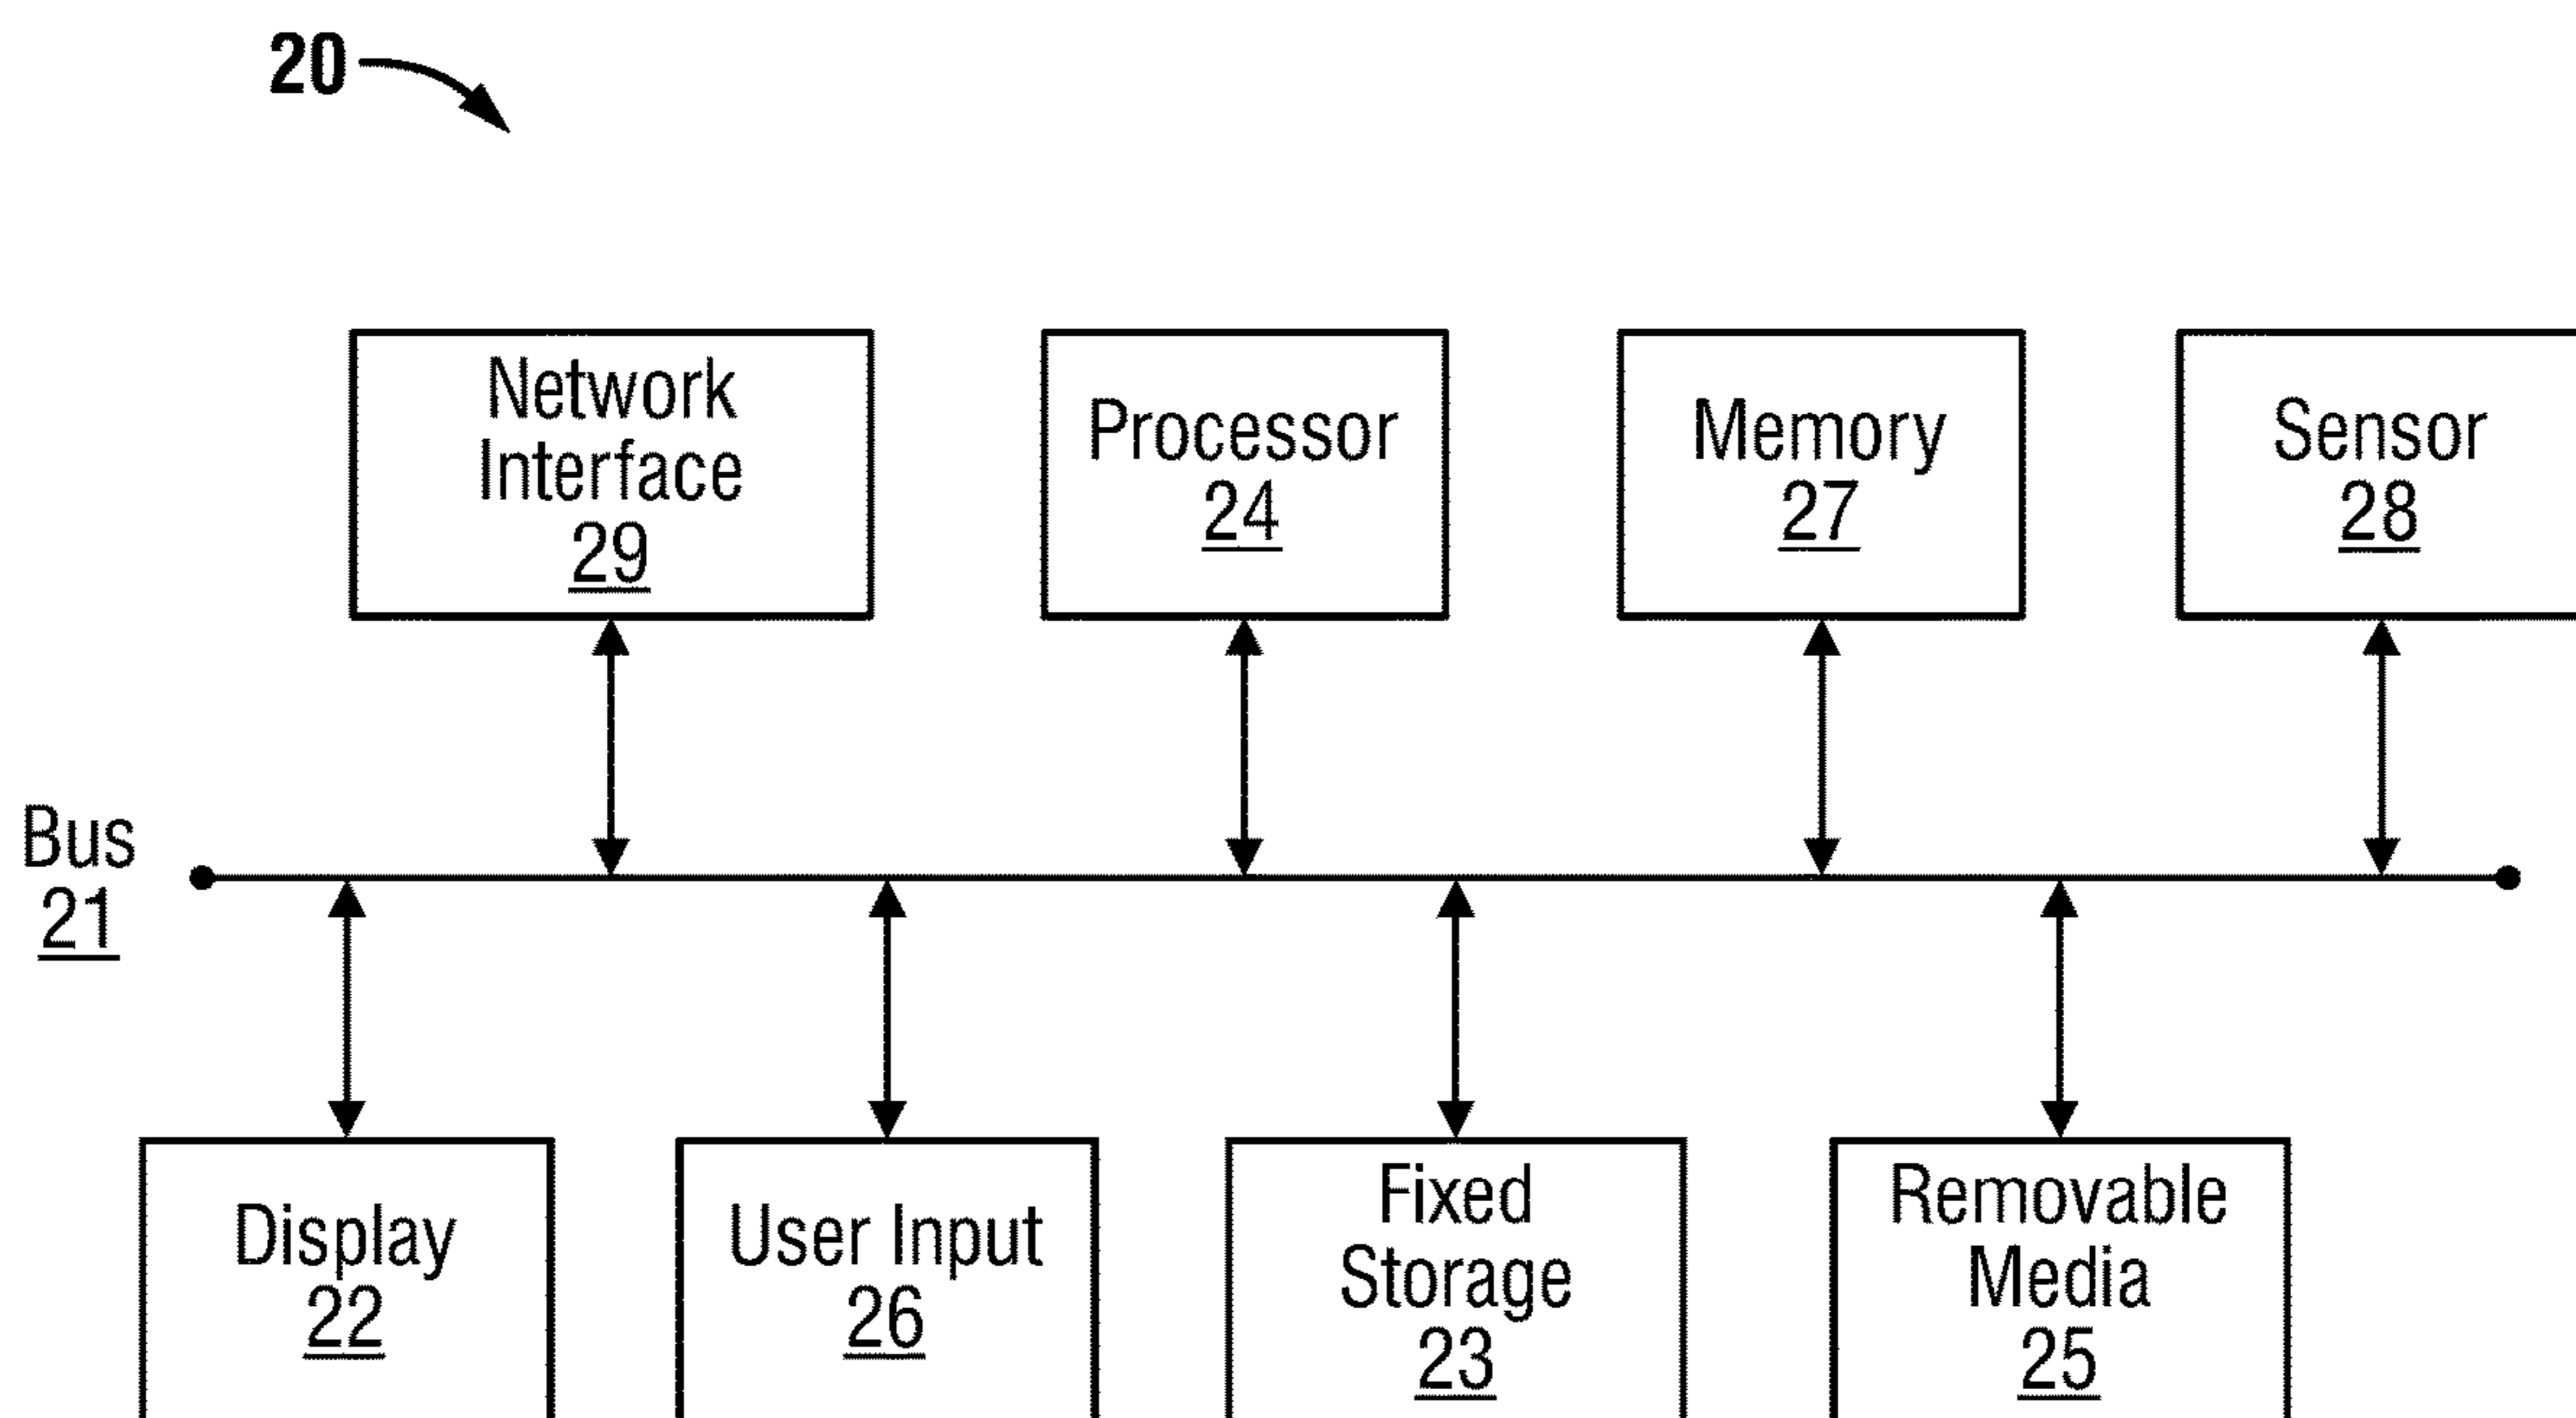 20
Network
Interface
29
Processor
24
Memory
27
Sensor
28
Bus
21
Display
22
User Input
26
Fixed
Storage
23
Removable
Media
25